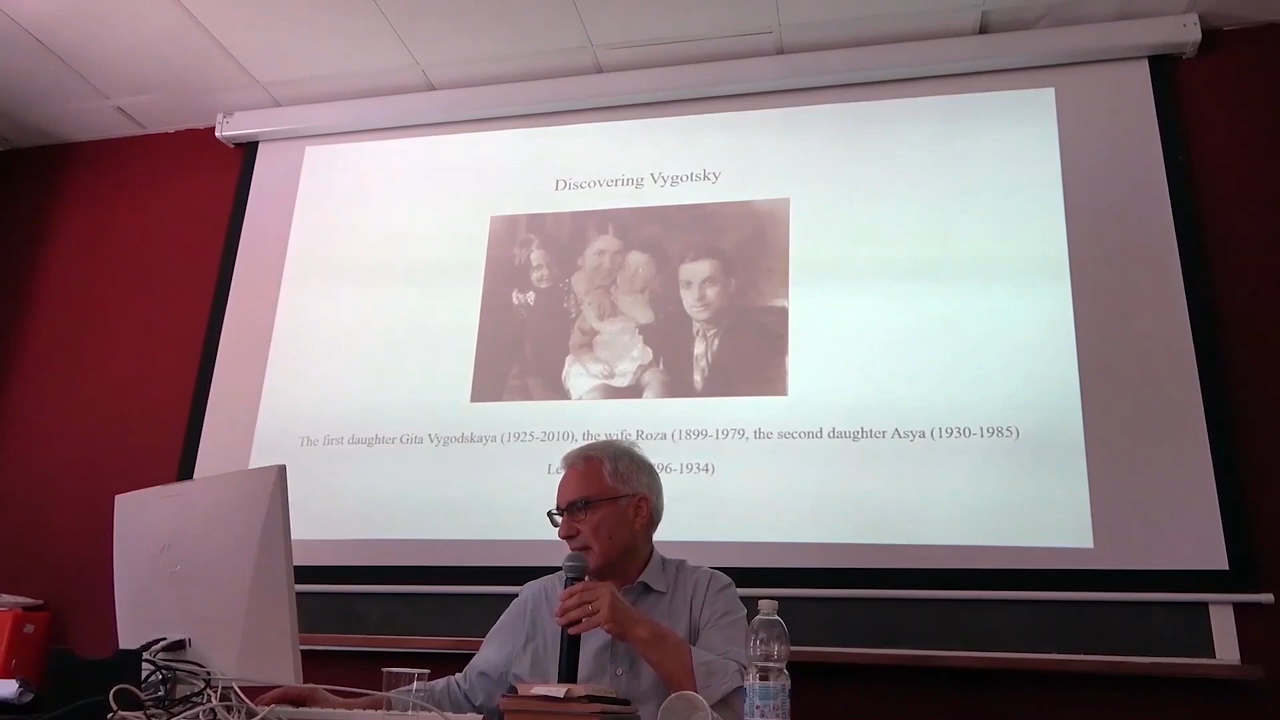 Discovering Vygotsky
The first daughter Gita Vygodskaya (1925-2010), the wife Roza (1899-1979, the second daughter Asya (1930-1985)
96-1934)